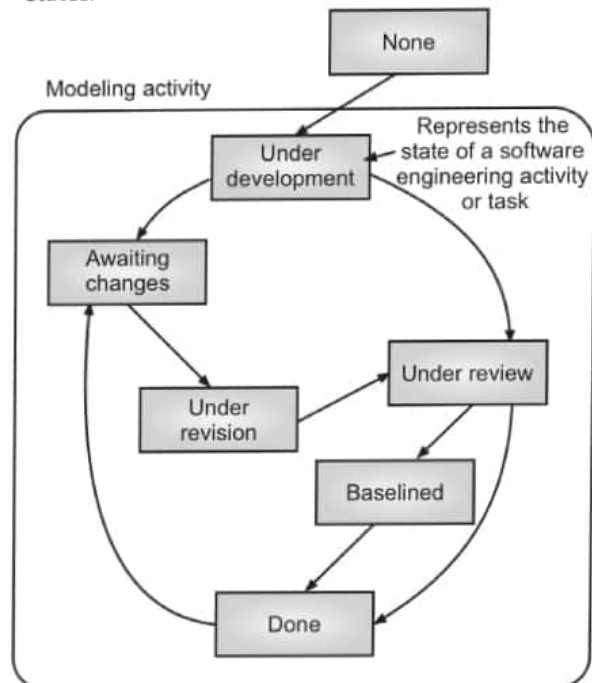 None
Modeling activity
Represents the
state of a software
engineering activity
or task
Under
development
Awaiting
changes
Under review
Under
revision
Baselined
Done